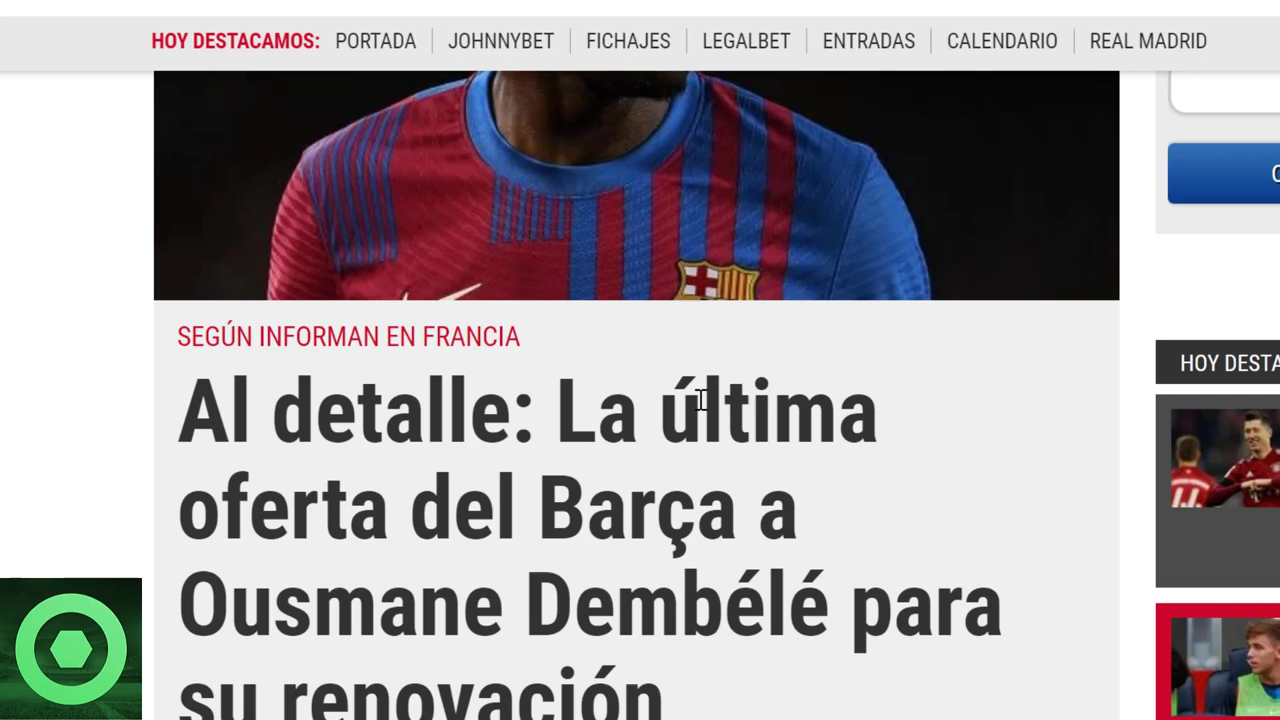 HOY DESTACAMOS: PORTADA JOHNNYBET FICHAJES LEGALBET ENTRADAS CALENDARIO REAL MADRID
SEGÚN INFORMAN EN FRANCIA
Al detalle: La última
oferta del Barça a
Ousmane Dembélé para
su renovación
HOY DESTA